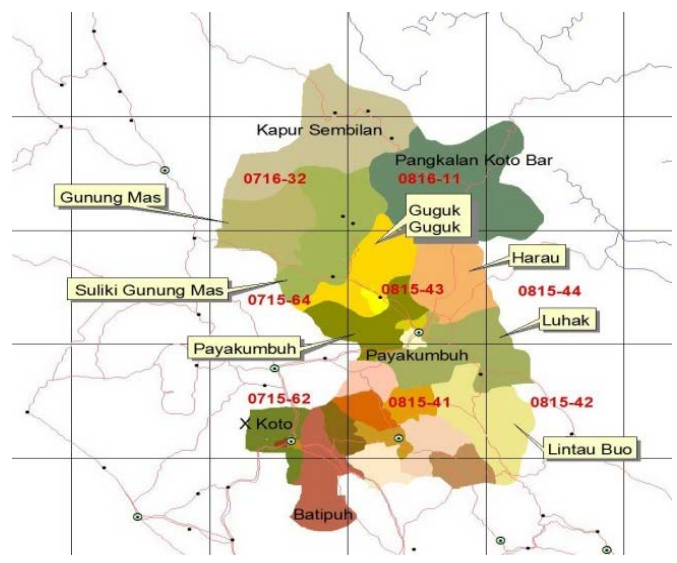 Kapur Sembilan
Pangkalan Koto Bar
0716-32
0816-11
Gunung Mas
Guguk
Guguk
Harau
Suliki Gunung Mas
0715-64
0815-43
0815-44
Luhak
Payakumbuh
Payakumbuh
0715-62
0815-41
0815-42
X Koto
Lintau Buo
Batipuh